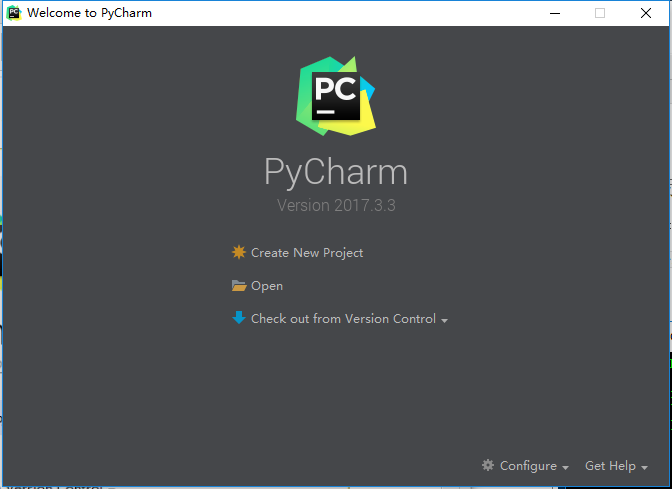 Welcome to PyCharm
PC
PyCharm
Version 2017.3.3
Create New Project
Open
Check out from Version Control
Configure
Get Help